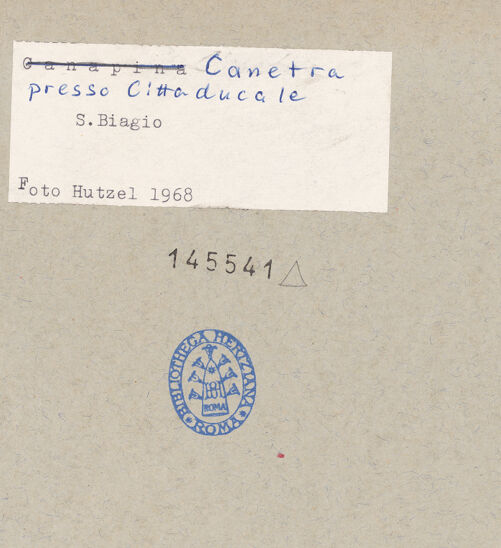 Canapina Canetra
presso Cittaducale
S.Biagio
Foto Hutzel 1968
145541
BIBLIOTHECA HERTZIANA
ROMA
ROMA